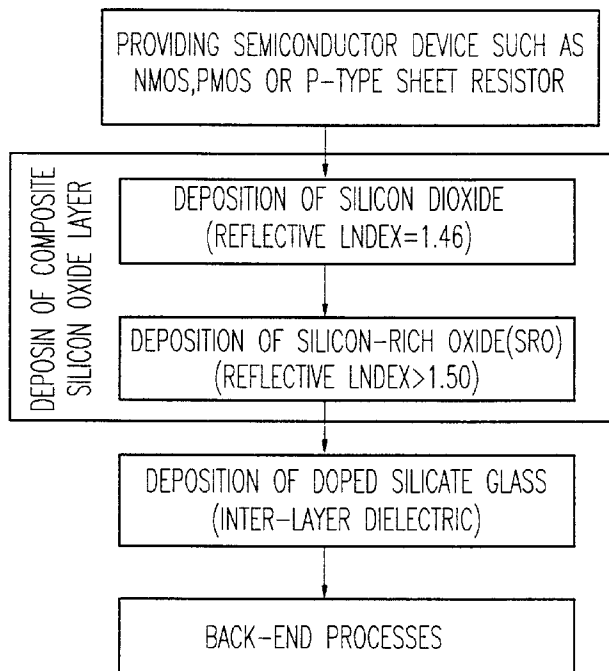 PROVIDING SEMICONDUCTOR DEVICE SUCH AS
NMOS,PMOS OR P-TYPE SHEET RESISTOR
DEPOSIN OF COMPOSITE
SILICON OXIDE LAYER
DEPOSITION OF SILICON DIOXIDE
(REFLECTIVE LNDEX=1.46)
DEPOSITION OF SILICON-RICH OXIDE(SRO)
(REFLECTIVE LNDEX>1.50)
DEPOSITION OF DOPED SILICATE GLASS
(INTER-LAYER DIELECTRIC)
BACK-END PROCESSES